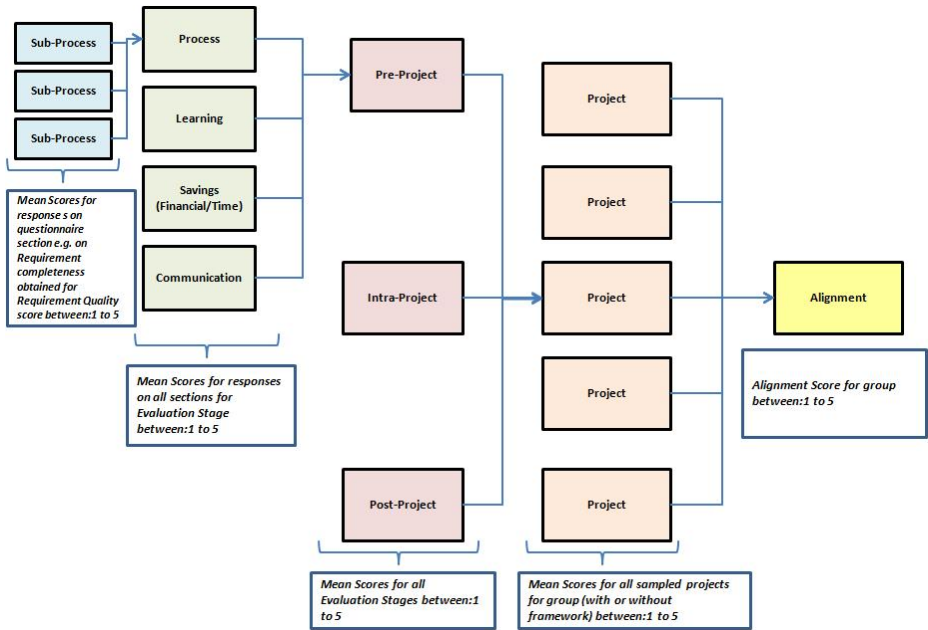 Sub-Process
Sub-Process
Sub-Process
Mean Scores for
response s on
questionnaire
section e.g. on
Requirement
completeness
obtained for
Requirement Quality
score between:1 to 5
Process
Learning
Savings
(Financial/Time)
Communication
Mean Scores for responses
on all sections for
Evaluation Stage
between:1 to 5
Pre-Project
Intra-Project
Post-Project
Mean Scores for all
Evaluation Stages between:1
to 5
Project
Project
Project
Project
Project
Mean Scores for all sampled projects
for group (with or without
framework) between:1 to 5
Alignment
Alignment Score for group
between:1 to 5